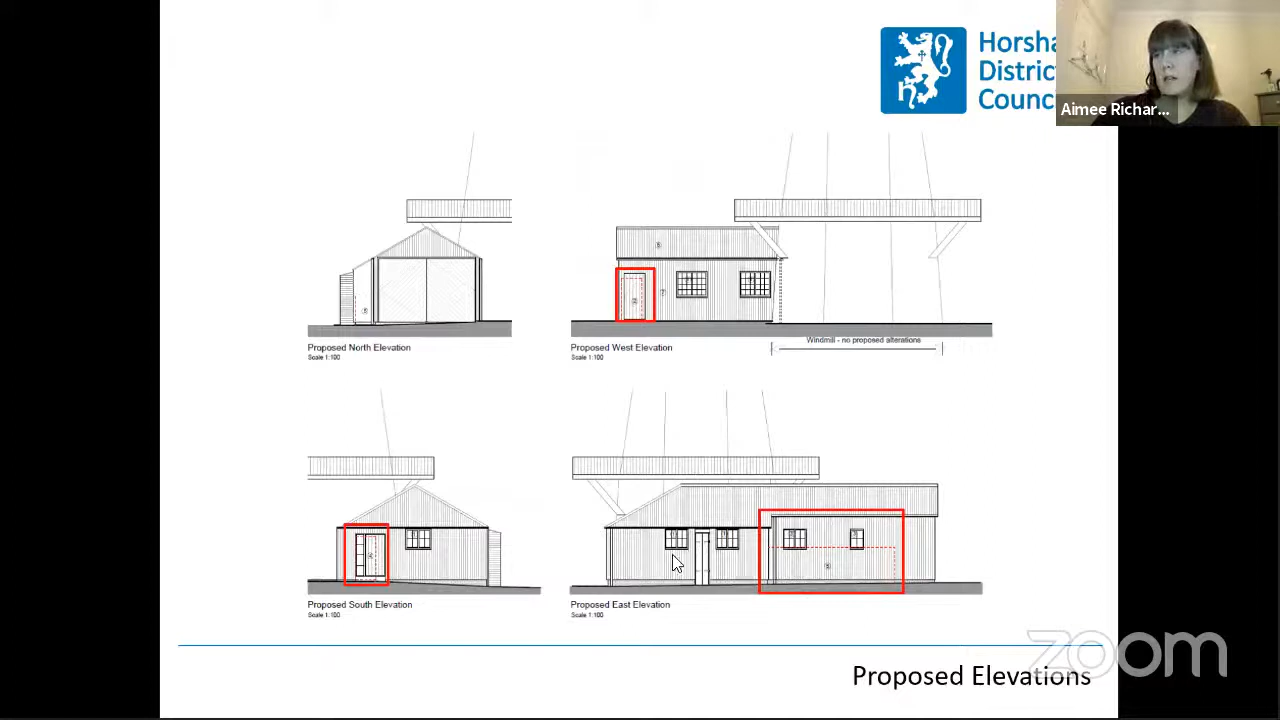 Horsha
Distric
Counc
Aimee Richar...
Proposed North Elevation
Scale 1:100
Proposed West Elevation
Scale 1:100
Windmill - no proposed alterations
Proposed South Elevation
Scale 1:100
Proposed East Elevation
Scale 1:100
zoom
Proposed Elevations